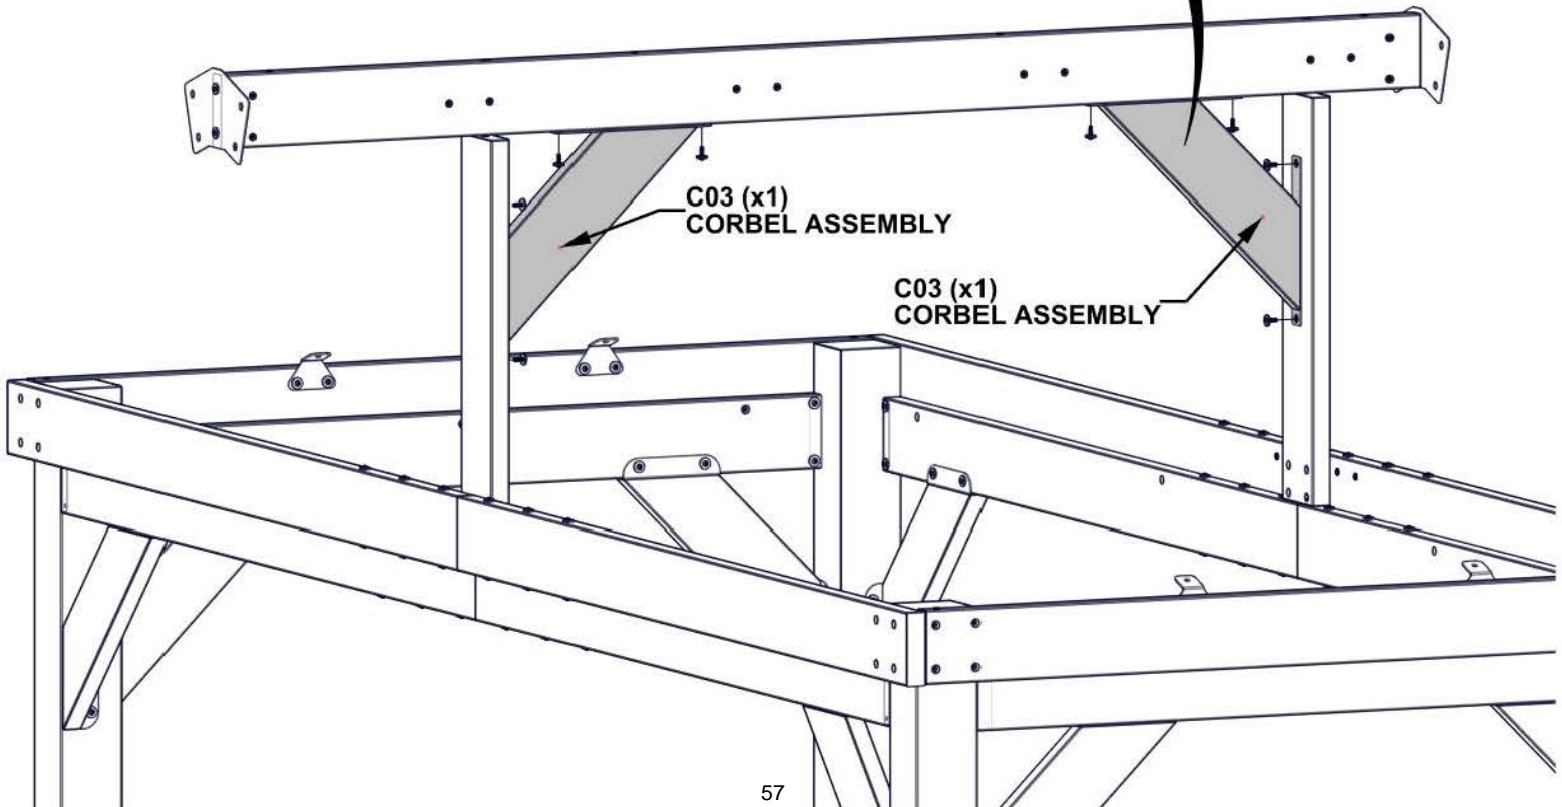 C03 (x1)
CORBEL ASSEMBLY
C03 (x1)
CORBEL ASSEMBLY
57